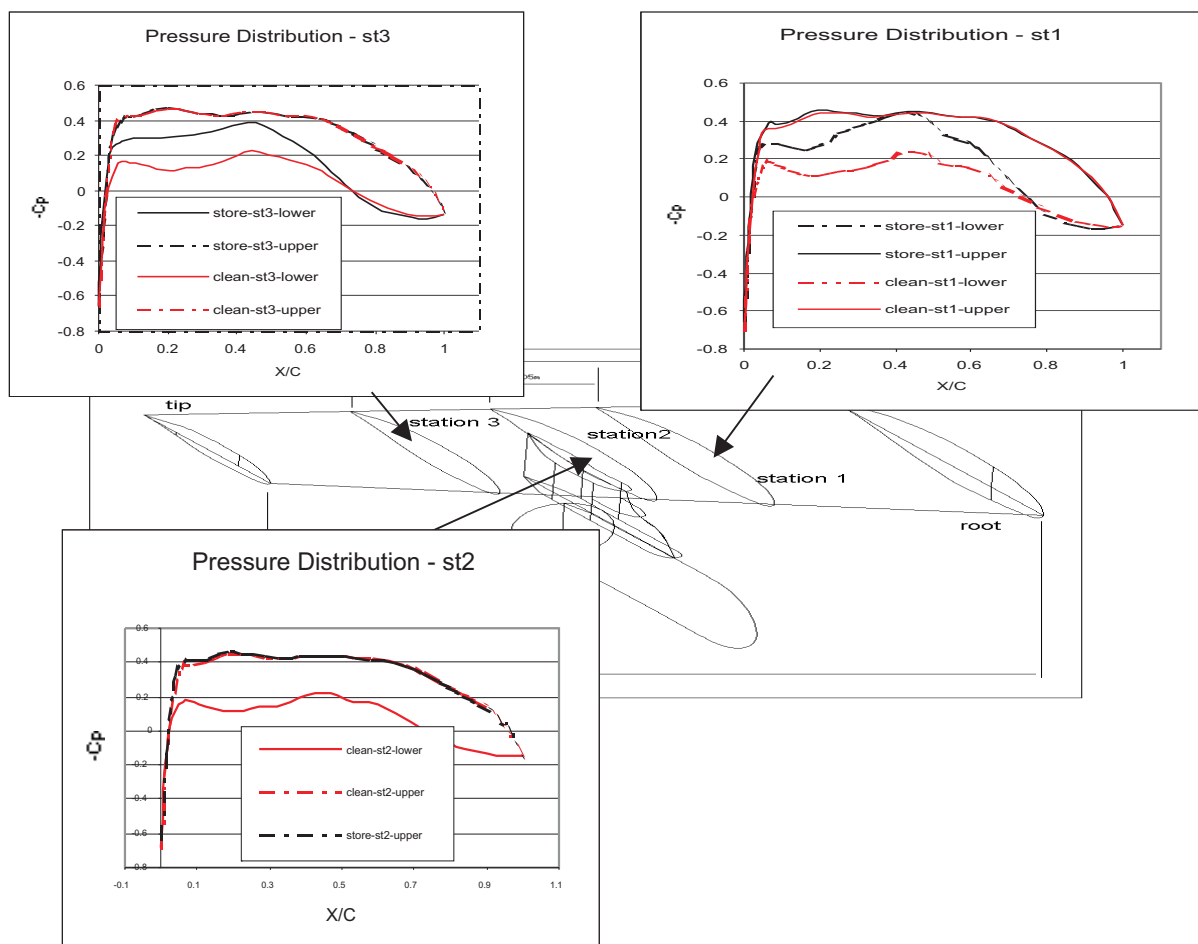 Pressure Distribution - st3
0.6
0.4
0.2
0
-0.2
-0.4
-0.6
-0.8
-Cp
store-st3-lower
store-st3-upper
clean-st3-lower
clean-st3-upper
0 0.2 0.4 0.6 0.8 1
X/C
Pressure Distribution - st1
0.6
0.4
0.2
0
-0.2
-0.4
-0.6
-0.8
-Cp
store-st1-lower
store-st1-upper
clean-st1-lower
clean-st1-upper
0 0.2 0.4 0.6 0.8 1
X/C
tip
station 3
station2
station 1
root
Pressure Distribution - st2
0.6
0.4
0.2
0
-0.2
-0.4
-0.6
-0.8
-Cp
clean-st2-lower
clean-st2-upper
store-st2-upper
-0.1 0.1 0.3 0.5 0.7 0.9 1.1
X/C